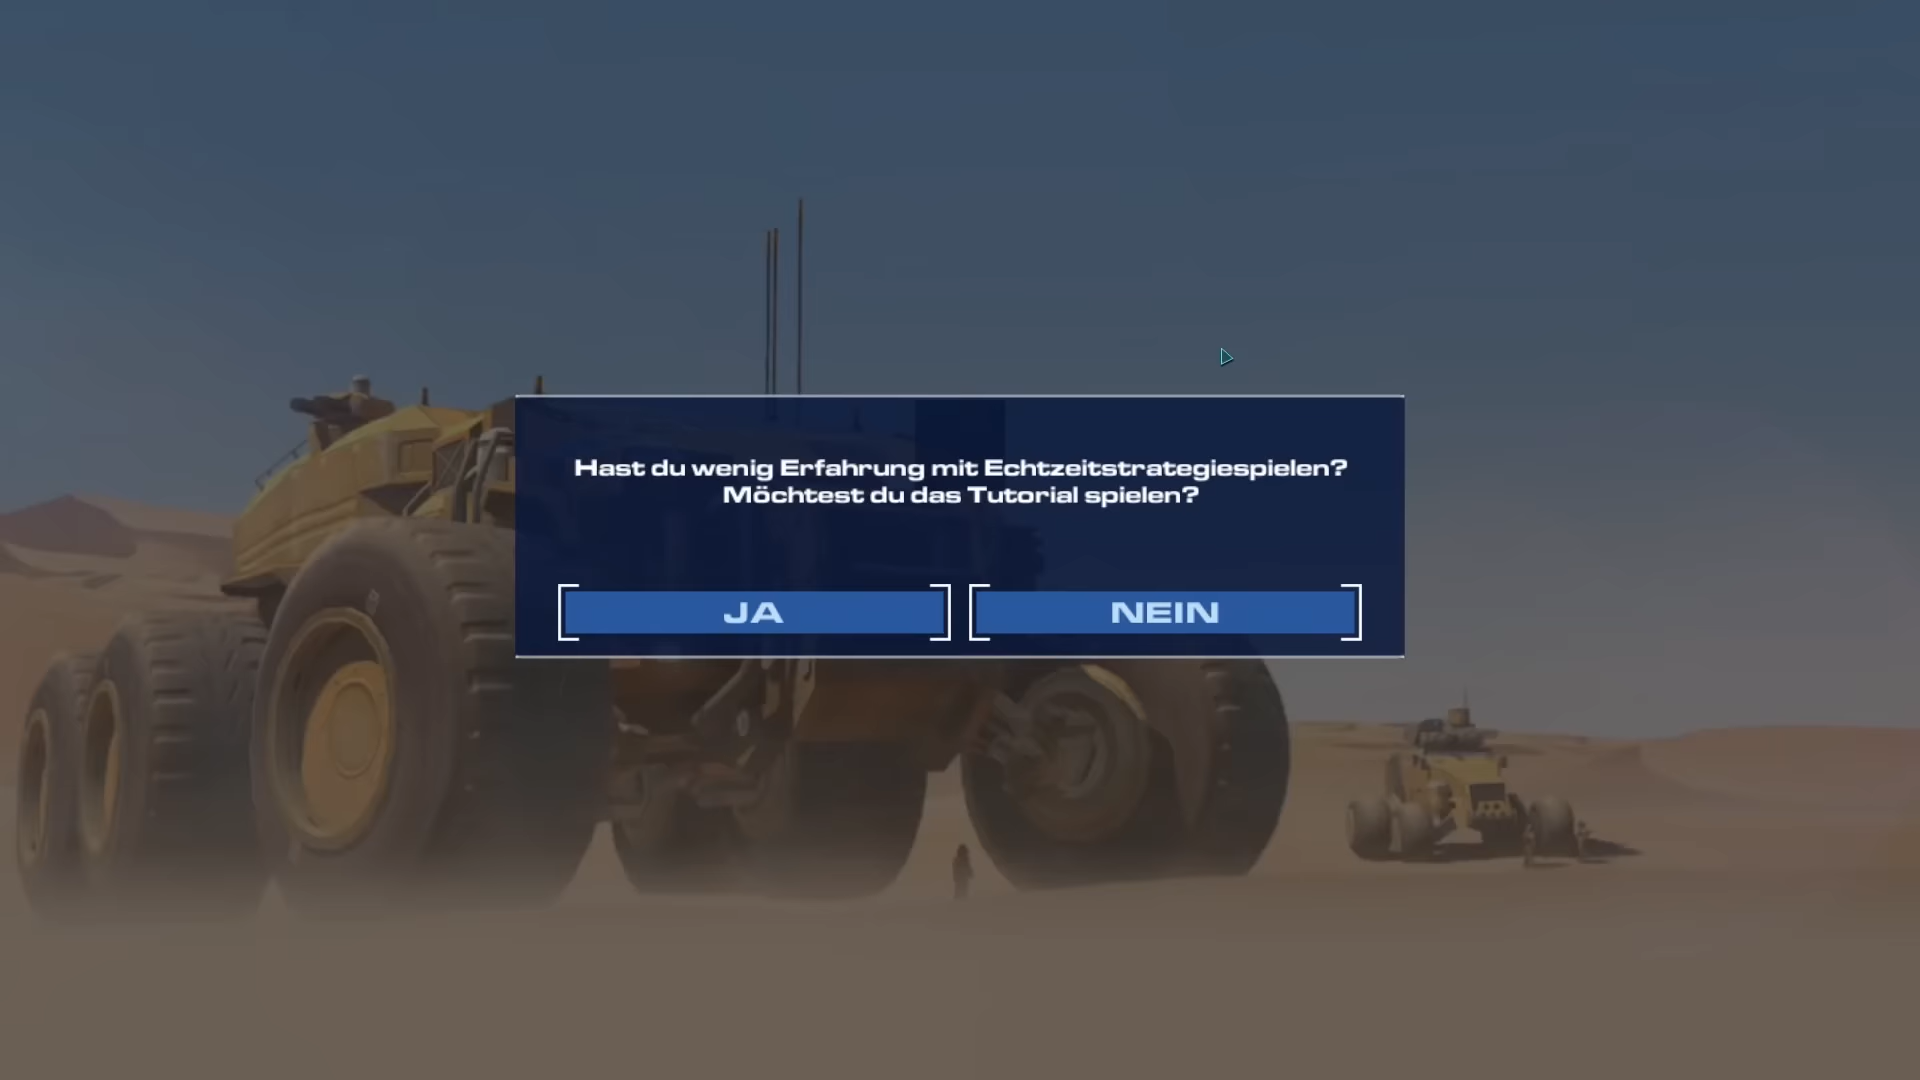 Hast du wenig Erfahrung mit Echtzeitstrategiespielen?
Möchtest du das Tutorial spielen?
JA
NEIN